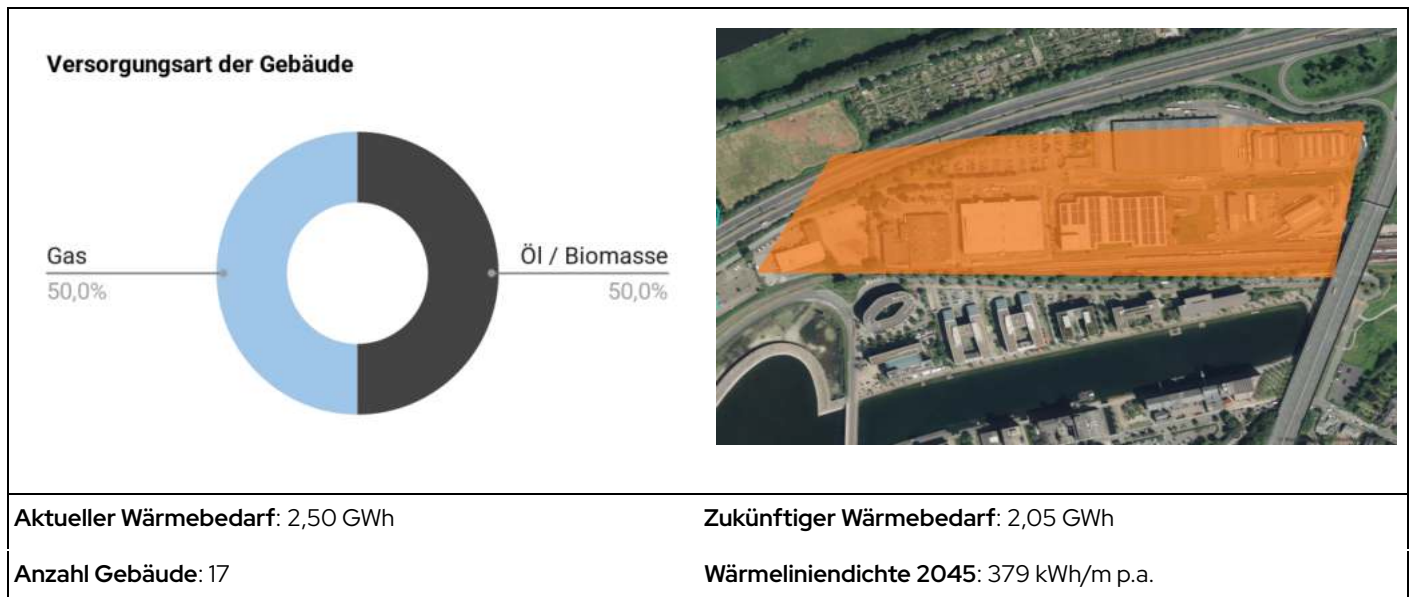 Versorgungsart der Gebäude
Gas
50,0%
Öl / Biomasse
50,0%
Aktueller Wärmebedarf: 2,50 GWh
Zukünftiger Wärmebedarf: 2,05 GWh
Anzahl Gebäude: 17
Wärmeliniendichte 2045: 379 kWh/m p.a.